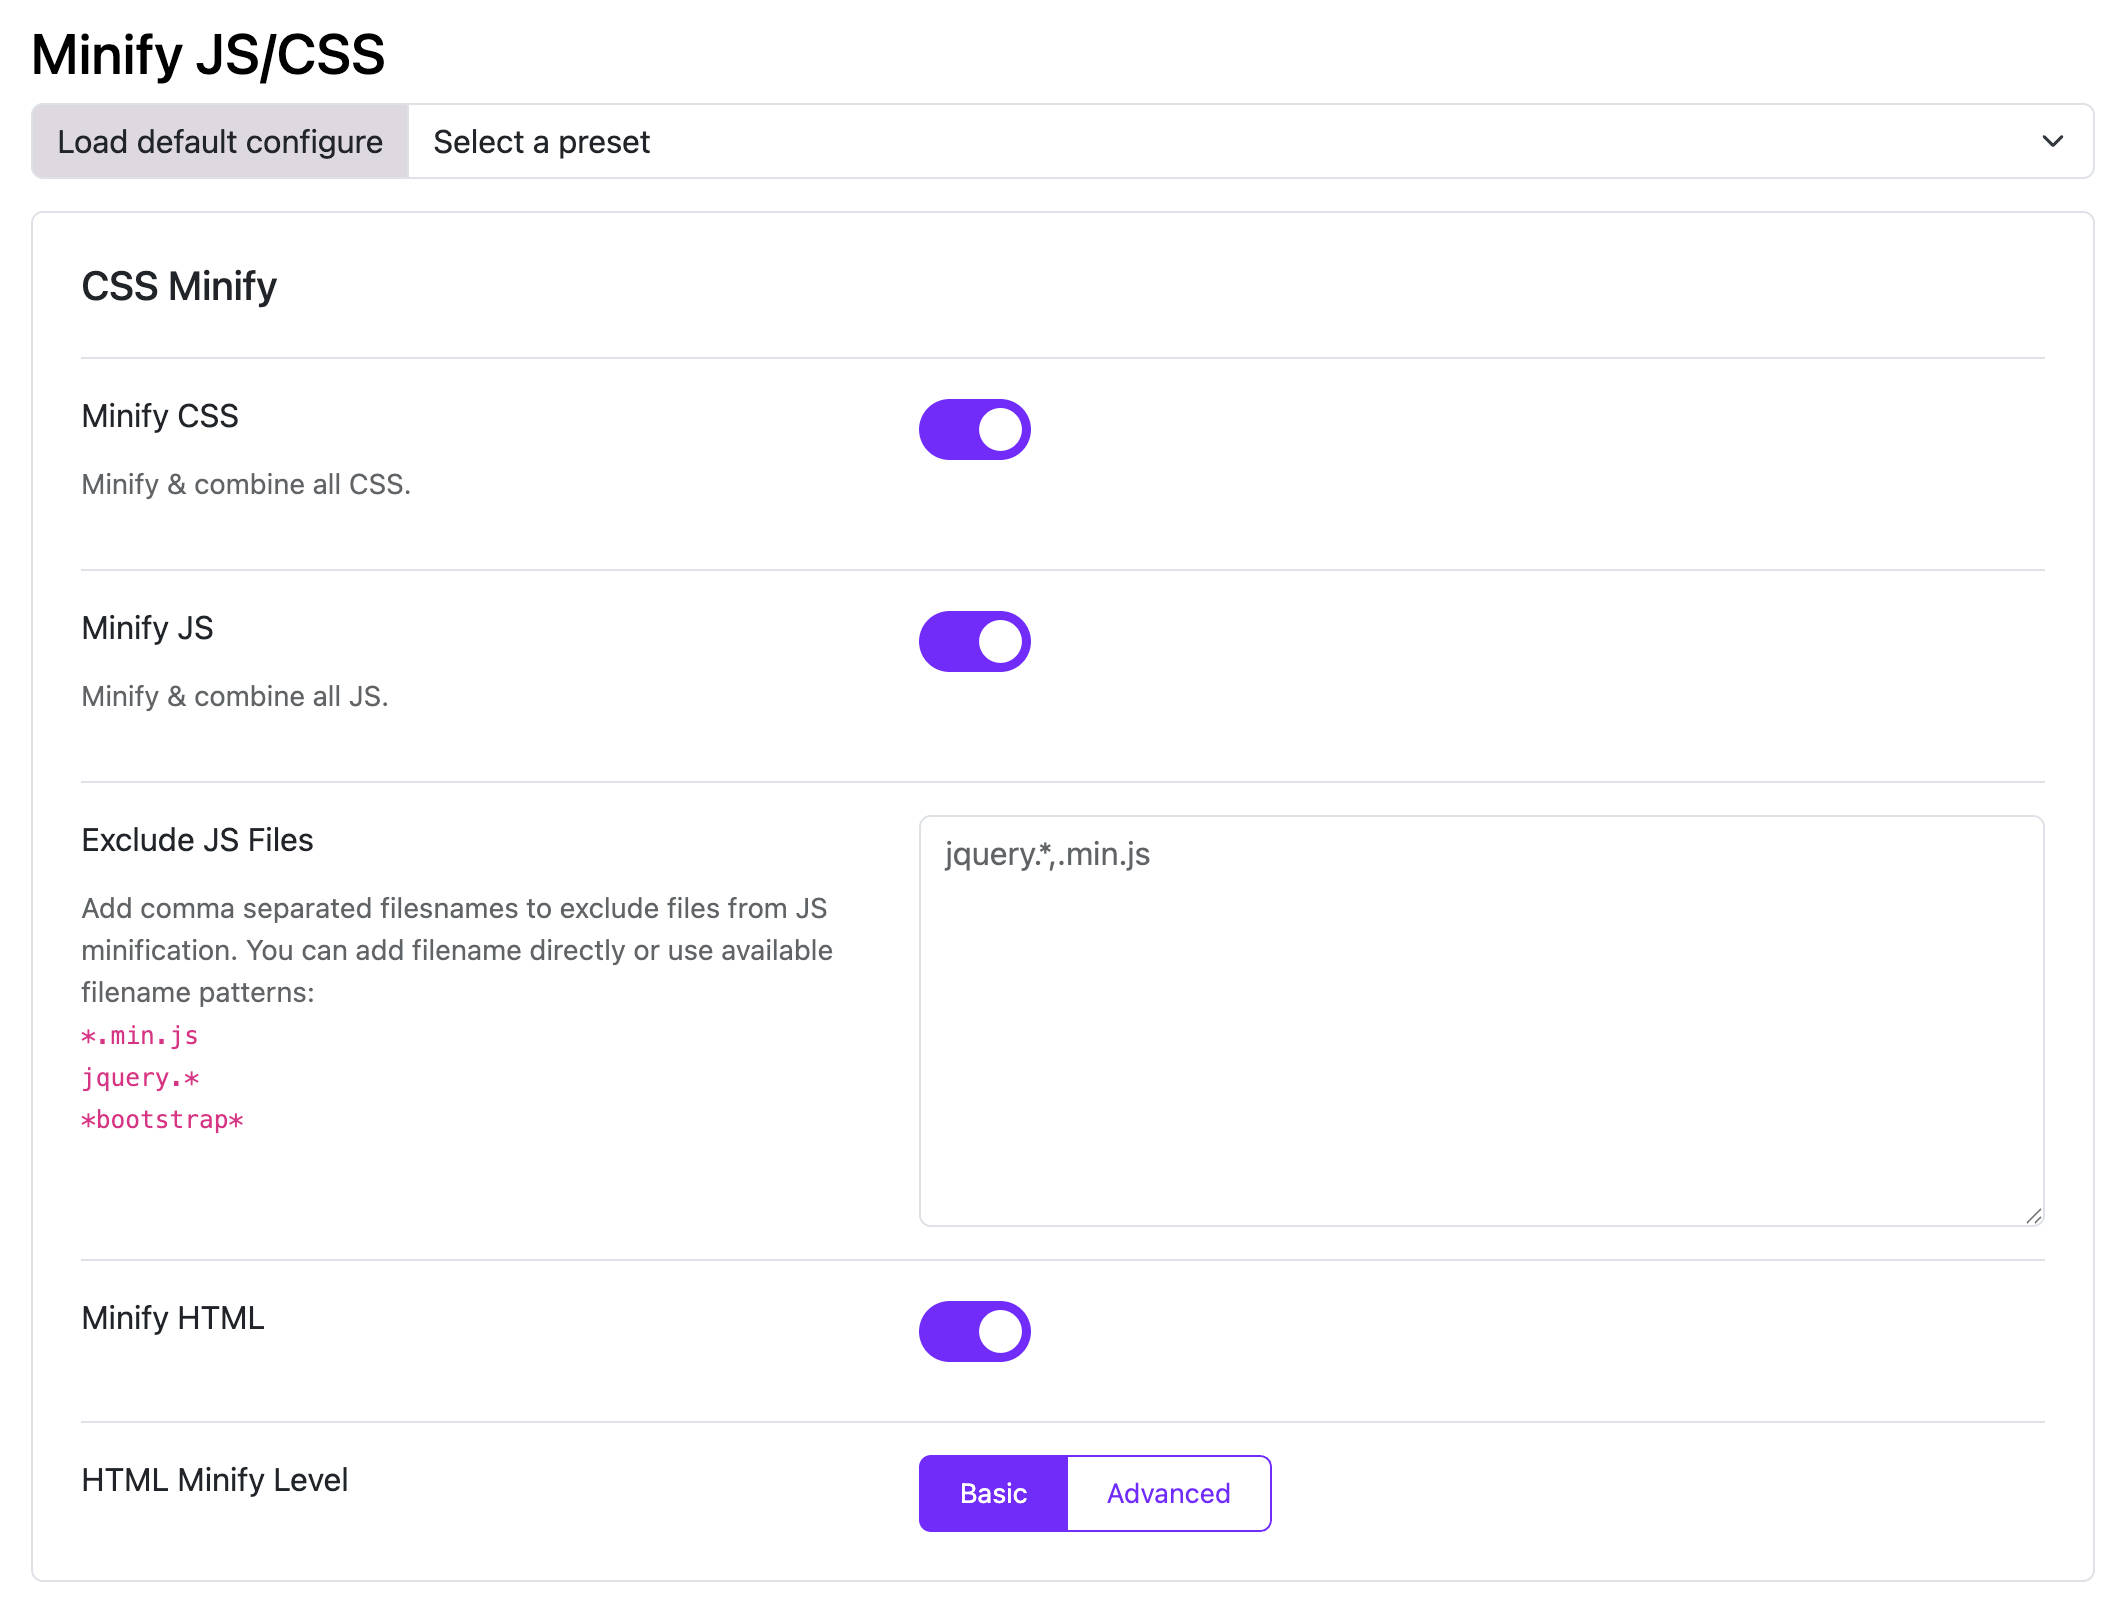 Minify JS/CSS
Load default configure
Select a preset
CSS Minify
Minify CSS
Minify & combine all CSS.
Minify JS
Minify & combine all JS.
Exclude JS Files
Add comma separated filesnames to exclude files from JS
minification. You can add filename directly or use available
filename patterns:
*.min.js
jquery.*
*bootstrap*
jquery.*,.min.js
Minify HTML
HTML Minify Level
Basic
Advanced